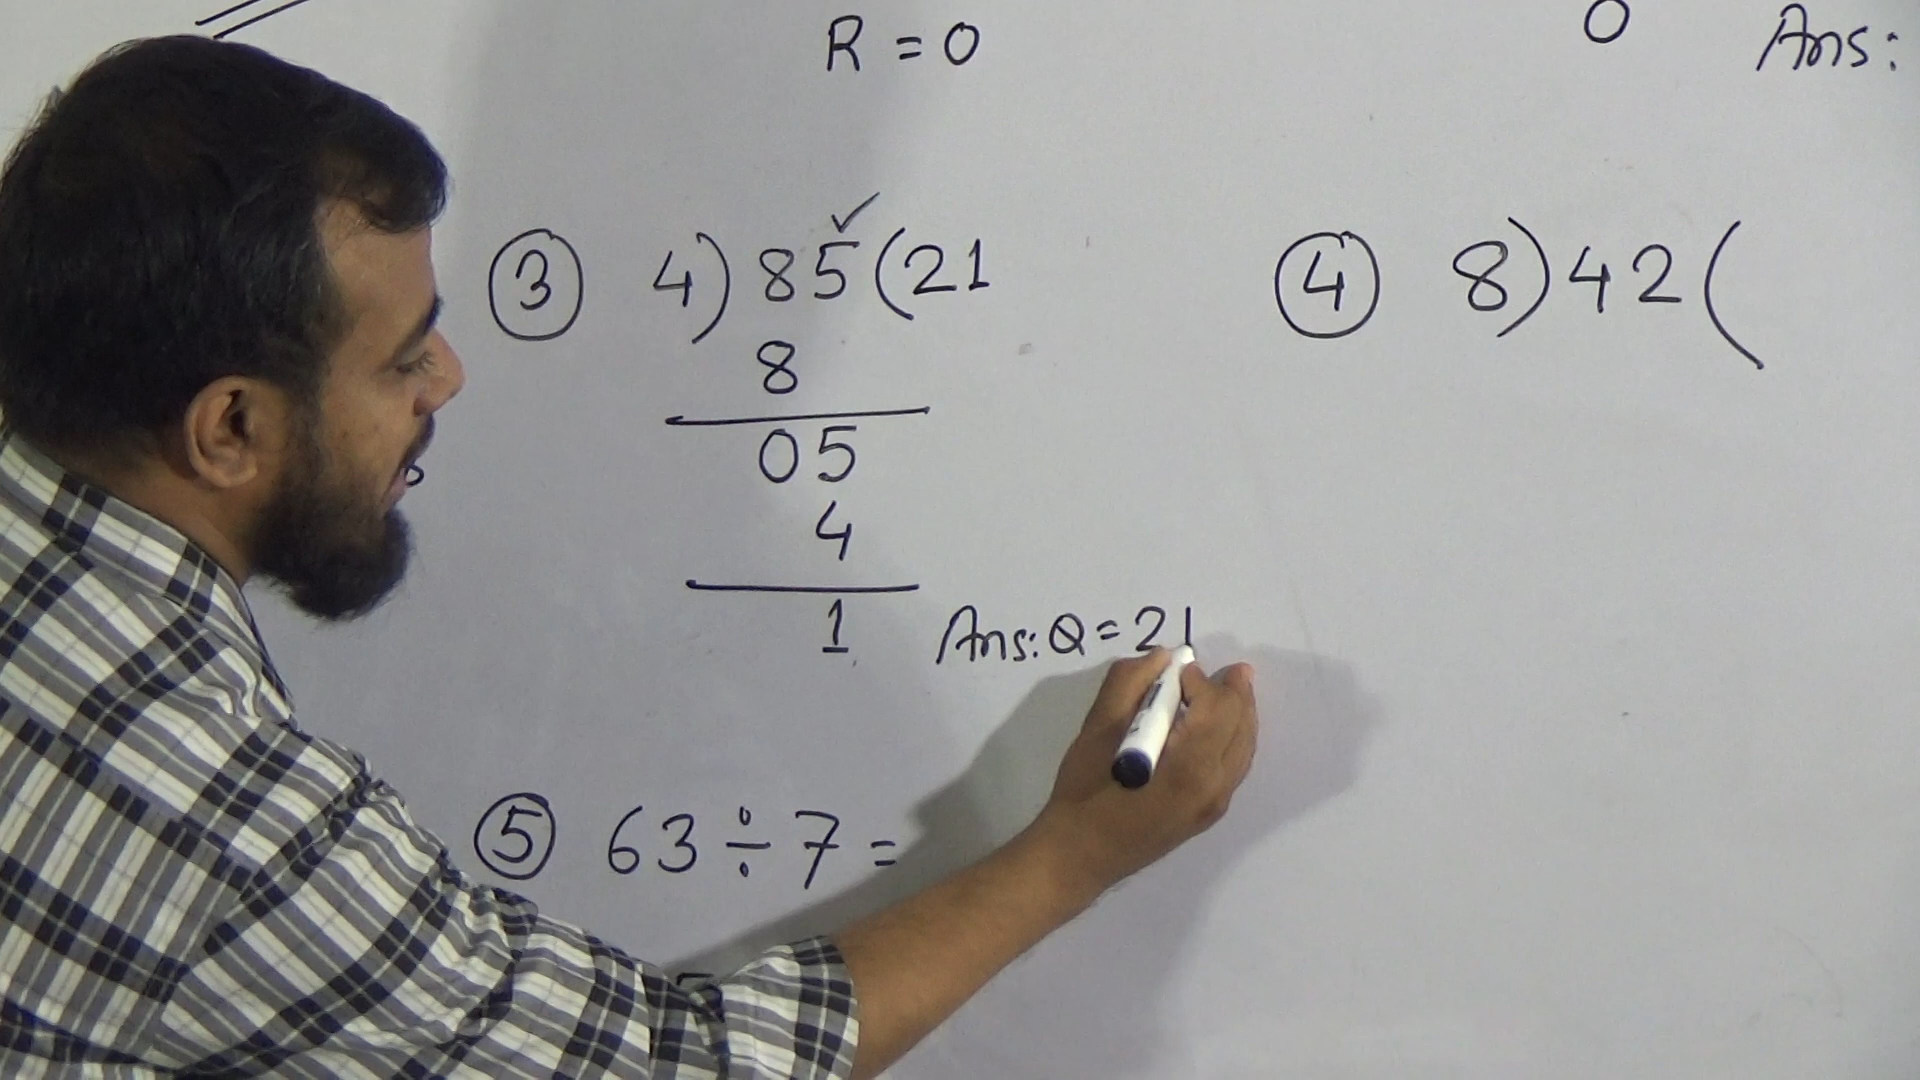 R = 0
0 Ans:
③ 4) 85 (21
8
05
4
1 Ans: Q = 21
④ 8) 42 (
⑤ 63 ÷ 7 =